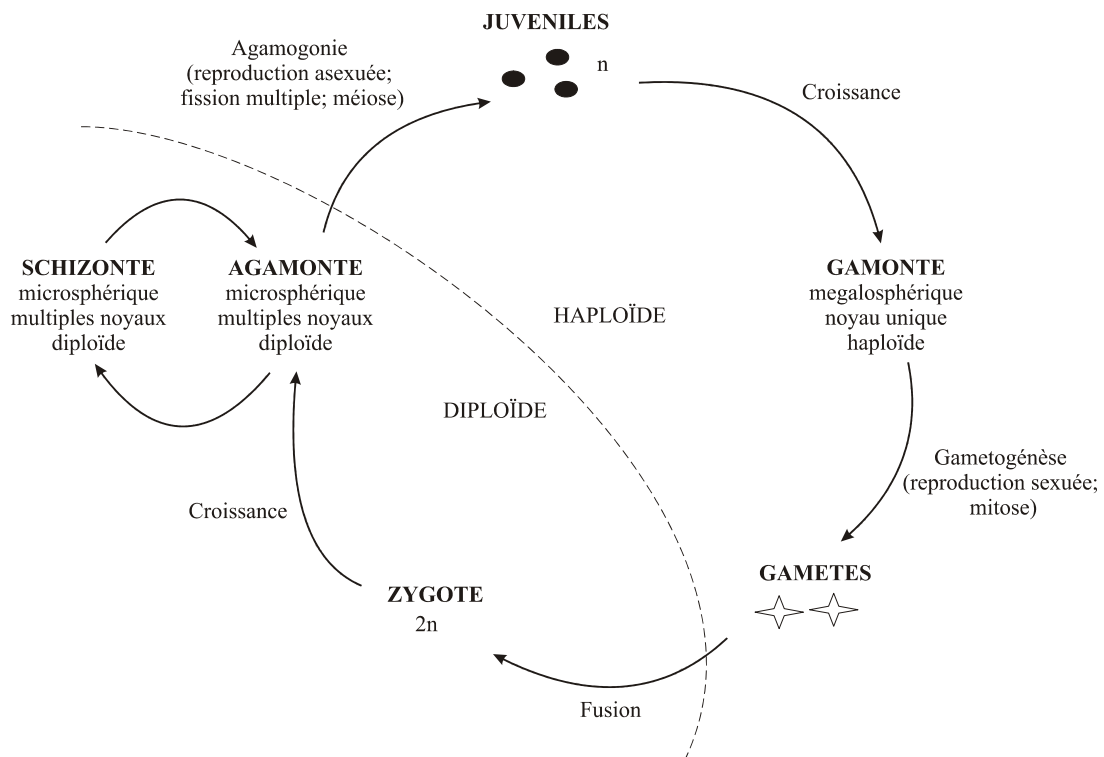 JUVENILES
n
Agamogonie
(reproduction asexuée;
fission multiple; méiose)
Croissance
SCHIZONTE
microsphérique
multiples noyaux
diploïde
AGAMONTE
microsphérique
multiples noyaux
diploïde
HAPLOÏDE
DIPLOÏDE
GAMONTE
megalosphérique
noyau unique
haploïde
Gametogénèse
(reproduction sexuée;
mitose)
Croissance
GAMETES
ZYGOTE
2n
Fusion